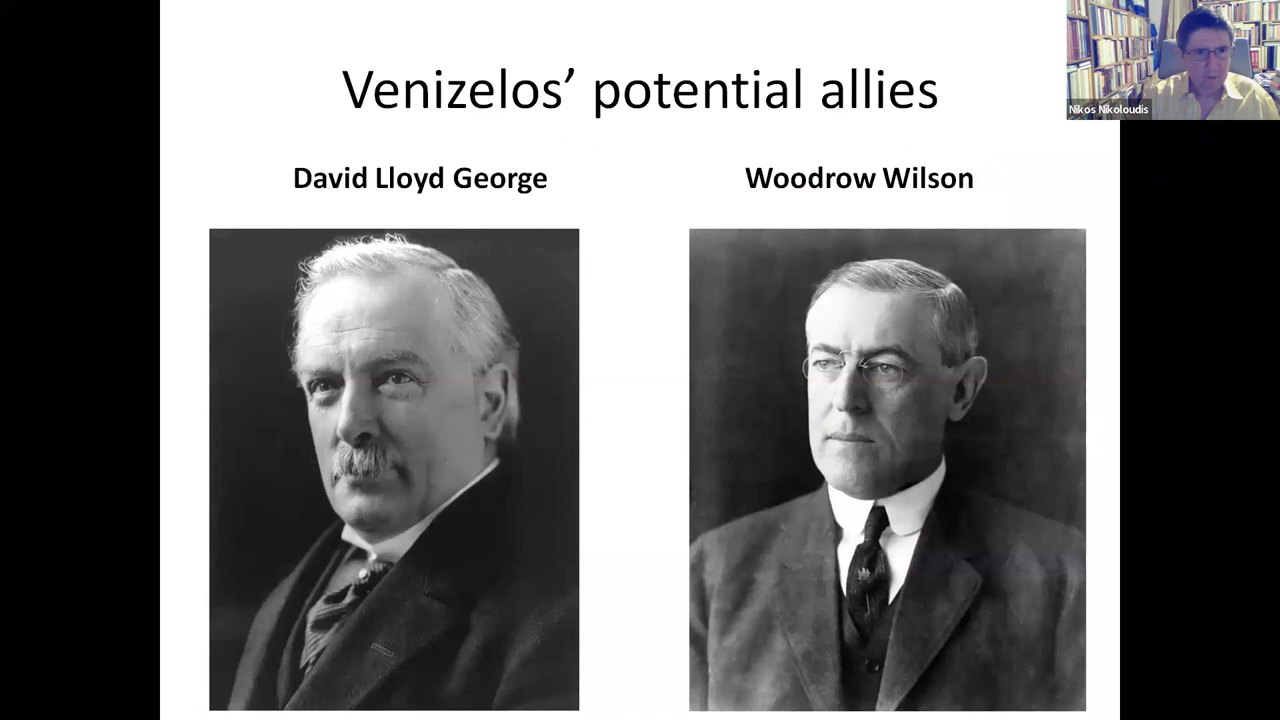 Venizelos’ potential allies
David Lloyd George
Woodrow Wilson
Nikos Nikoloudis